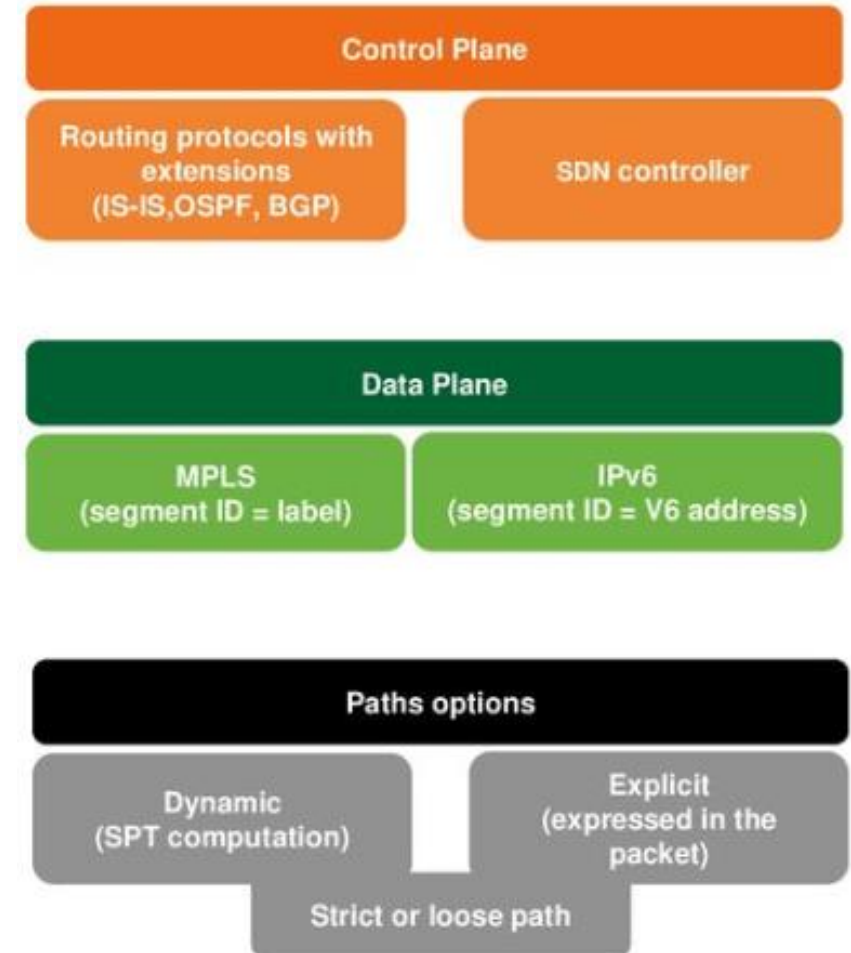 Control Plane
Routing protocols with
extensions
(IS-IS,OSPF, BGP)
SDN controller
Data Plane
MPLS
(segment ID = label)
IPv6
(segment ID = V6 address)
Paths options
Dynamic
(SPT computation)
Explicit
(expressed in the
packet)
Strict or loose path